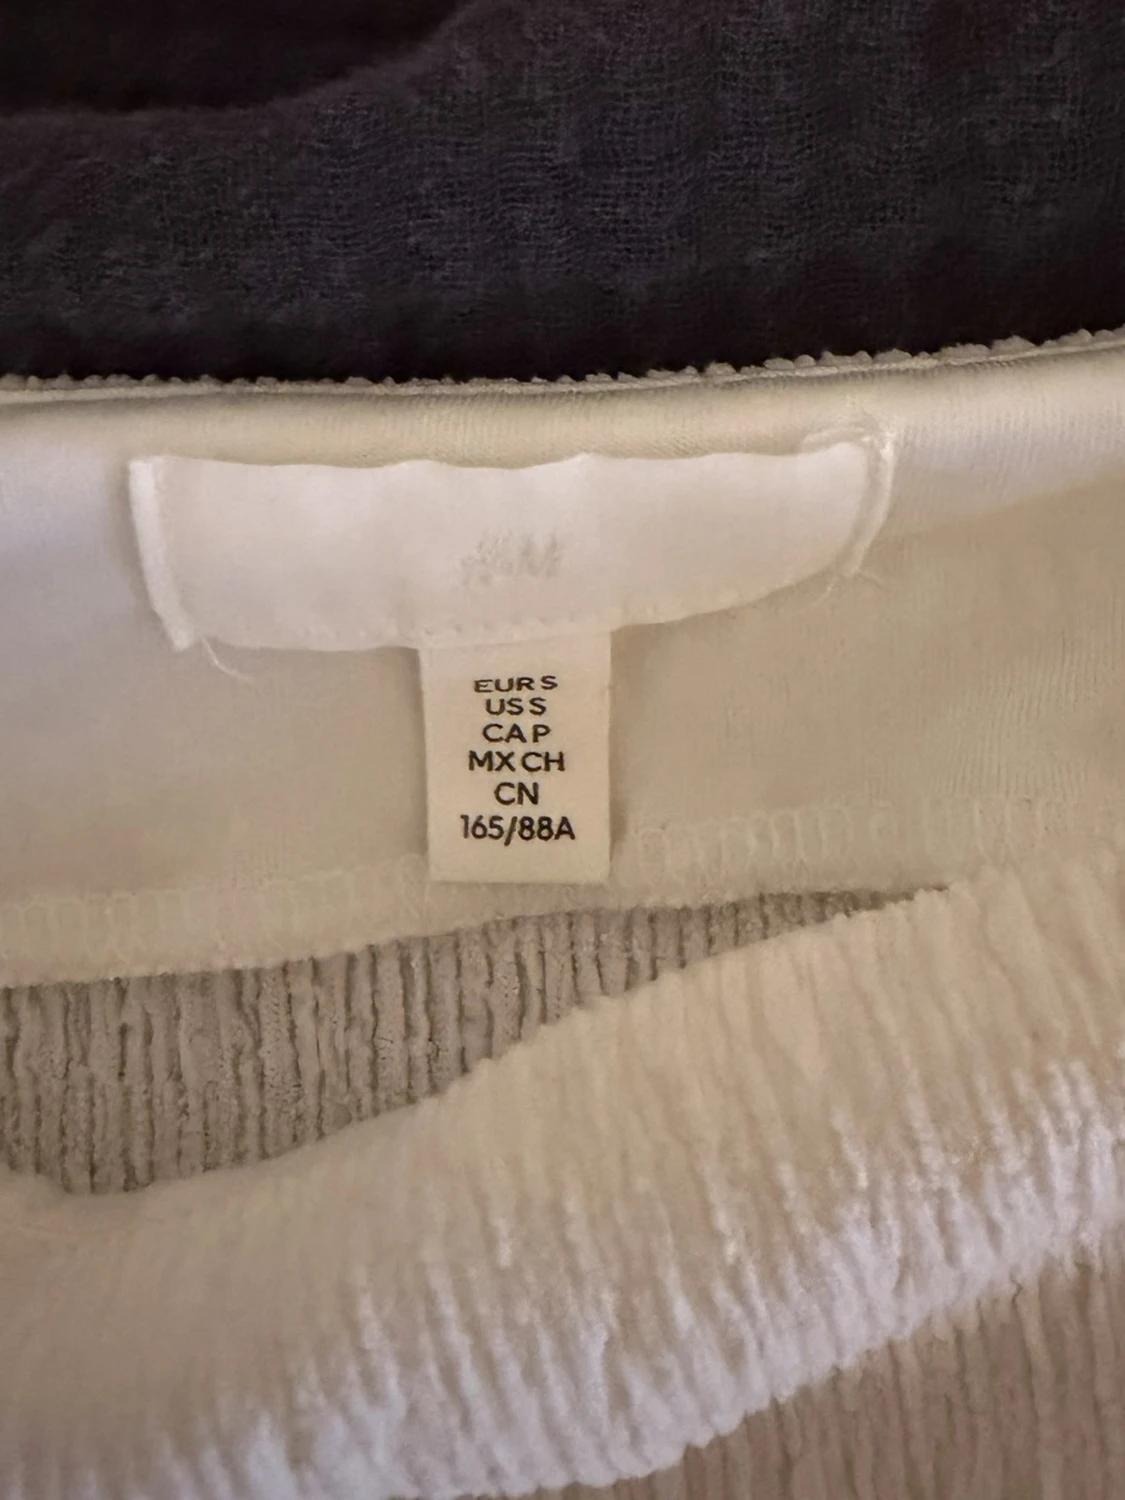 H&M
EUR S
US S
CA P
MX CH
CN
165/88A